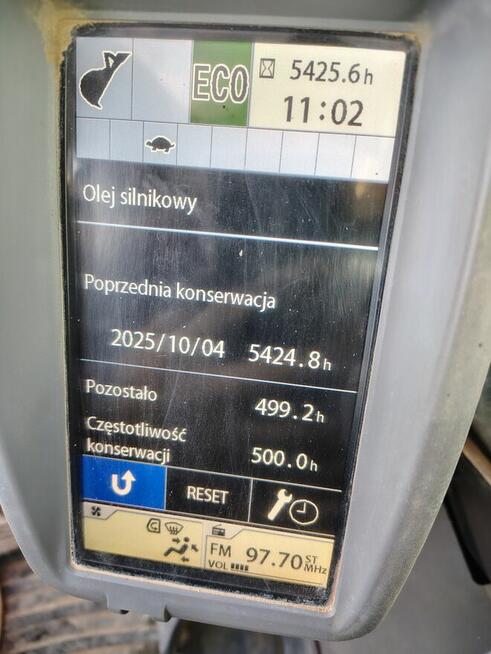 ECO
5425.6h
11:02
Olej silnikowy
Poprzednia konserwacja
2025/10/04 5424.8h
Pozostało 499.2h
Częstotliwość
konserwacji 500.0h
RESET
FM 97.70 ST MHz
VOL